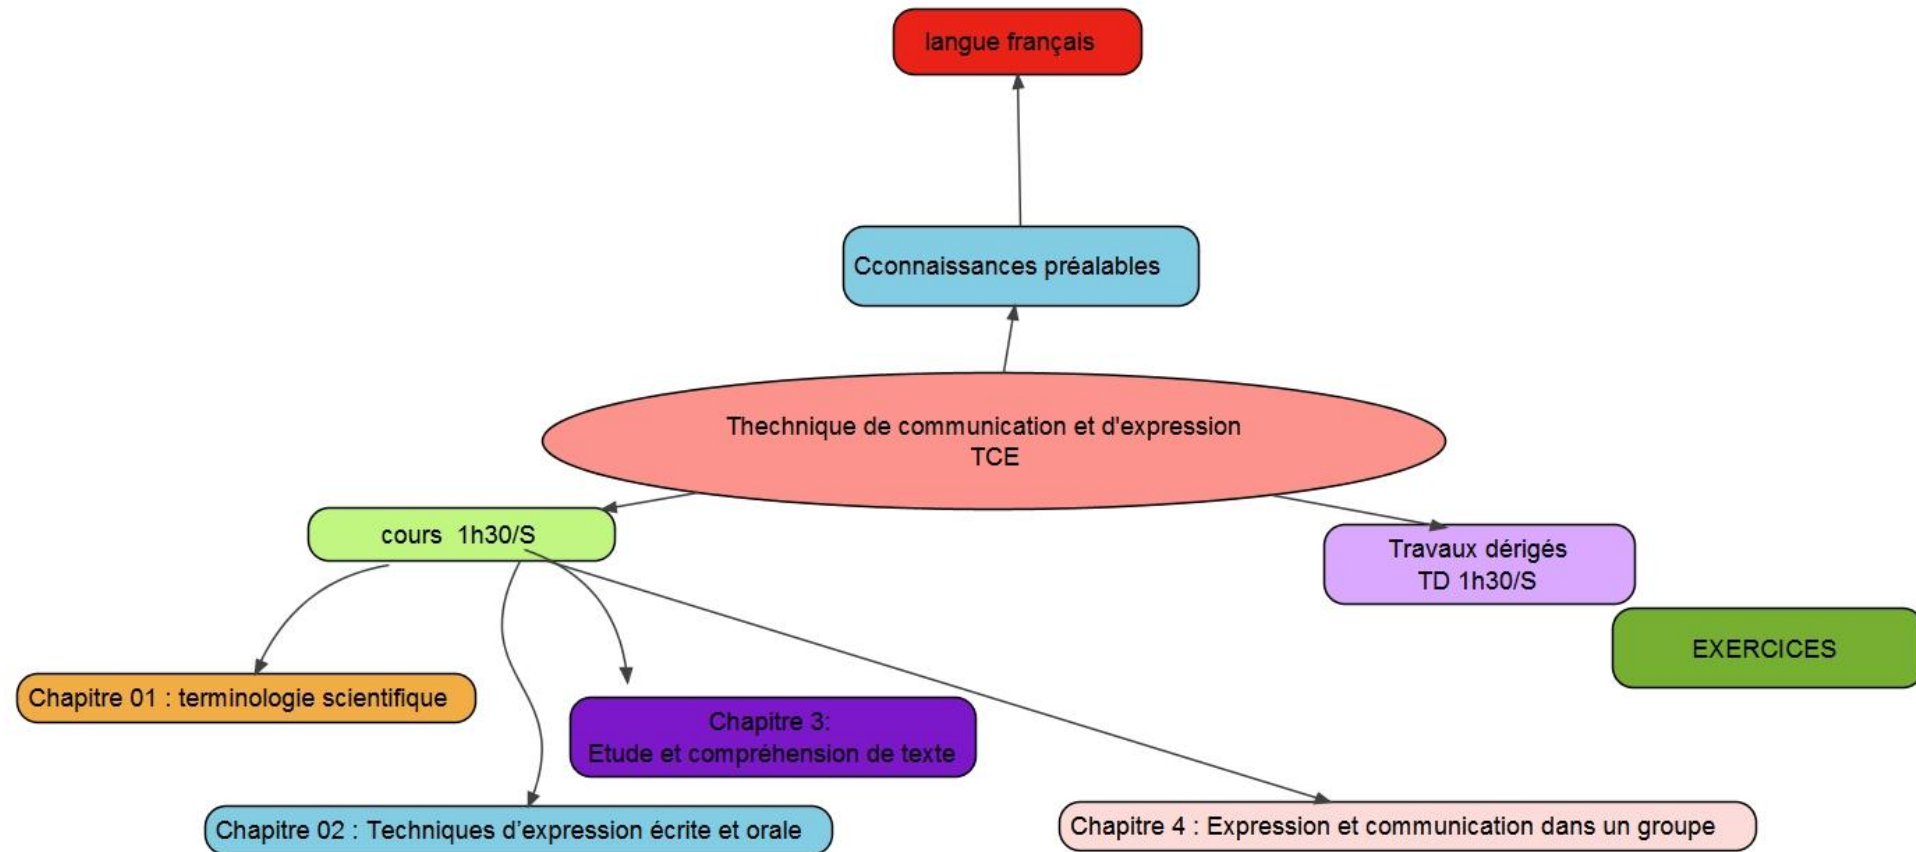 langue français
Cconnaissances préalables
Thechnique de communication et d'expression
TCE
cours 1h30/S
Travaux dérigés
TD 1h30/S
EXERCICES
Chapitre 01 : terminologie scientifique
Chapitre 3:
Etude et compréhension de texte
Chapitre 02 : Techniques d’expression écrite et orale
Chapitre 4 : Expression et communication dans un groupe